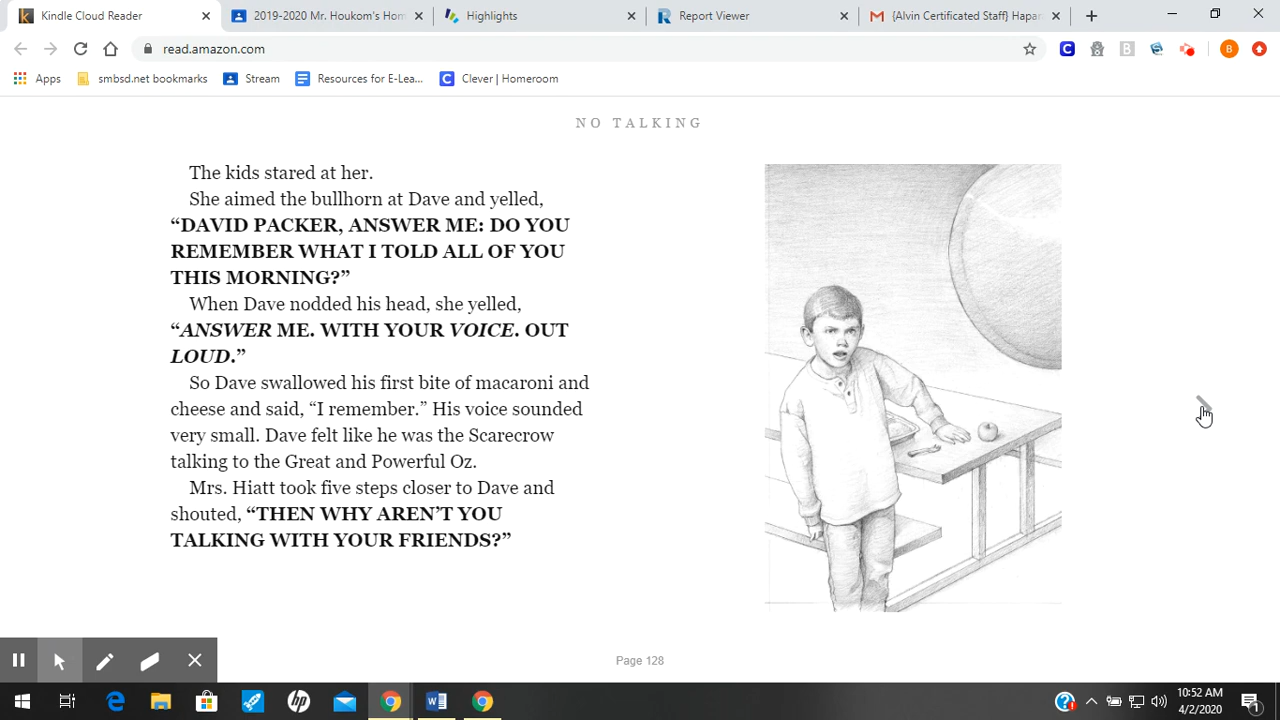 Kindle Cloud Reader
2019-2020 Mr. Houkom's Hom
Highlights
Report Viewer
{Alvin Certificated Staff} Hapar
read.amazon.com
Apps
smbsd.net bookmarks
Stream
Resources for E-Lea...
Clever | Homeroom
NO TALKING
The kids stared at her.
She aimed the bullhorn at Dave and yelled,
“DAVID PACKER, ANSWER ME: DO YOU
REMEMBER WHAT I TOLD ALL OF YOU
THIS MORNING?”
When Dave nodded his head, she yelled,
“ANSWER ME. WITH YOUR VOICE. OUT
LOUD.”
So Dave swallowed his first bite of macaroni and
cheese and said, “I remember.” His voice sounded
very small. Dave felt like he was the Scarecrow
talking to the Great and Powerful Oz.
Mrs. Hiatt took five steps closer to Dave and
shouted, “THEN WHY AREN’T YOU
TALKING WITH YOUR FRIENDS?”
Page 128
10:52 AM
4/2/2020